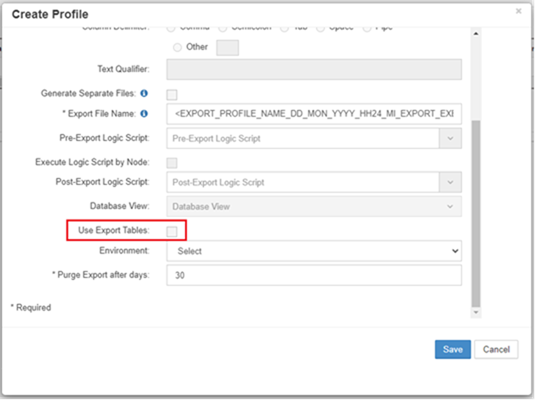 Create Profile ×
Column Delimiter: Comma Semicolon Tab Space Pipe
Other
Text Qualifier:
Generate Separate Files:
* Export File Name: <EXPORT_PROFILE_NAME_DD_MON_YYYY_HH24_MI_EXPORT_EXE
Pre-Export Logic Script: Pre-Export Logic Script
Execute Logic Script by Node:
Post-Export Logic Script: Post-Export Logic Script
Database View: Database View
Use Export Tables:
Environment: Select
* Purge Export after days: 30
* Required
Save Cancel